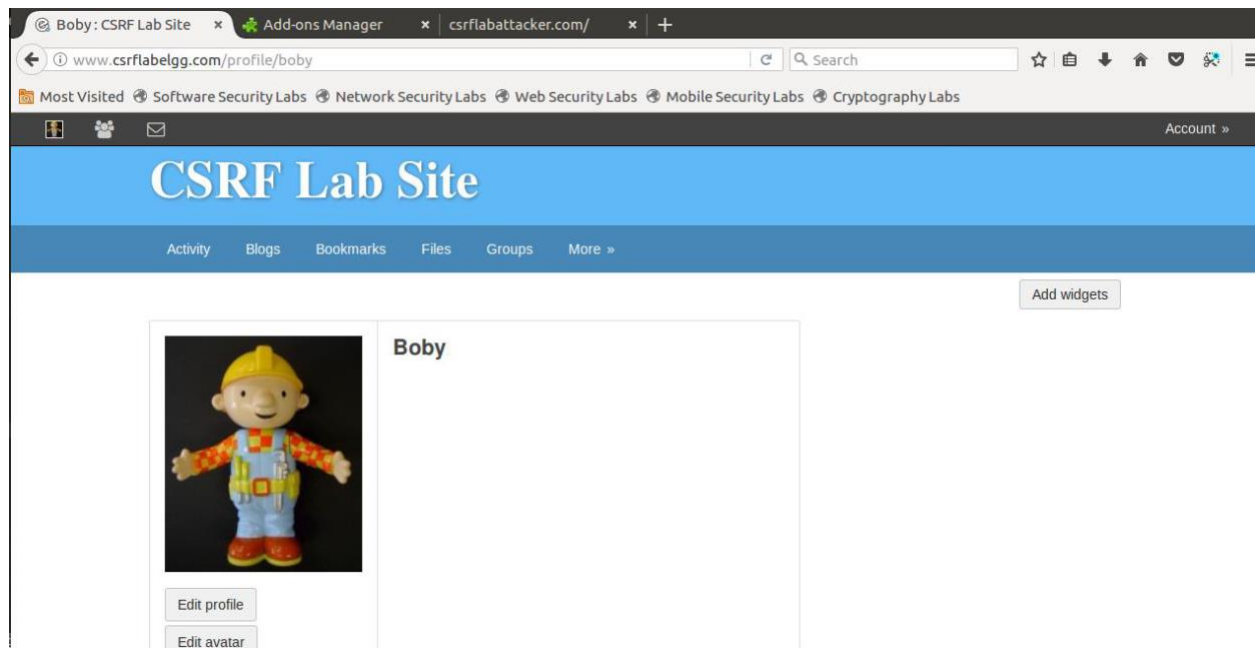 Boby : CSRF Lab Site × Add-ons Manager × csrflabattacker.com/ × +
www.csrflabelgg.com/profile/boby Search
Most Visited Software Security Labs Network Security Labs Web Security Labs Mobile Security Labs Cryptography Labs
Account »
CSRF Lab Site
Activity Blogs Bookmarks Files Groups More »
Add widgets
Boby
Edit profile
Edit avatar